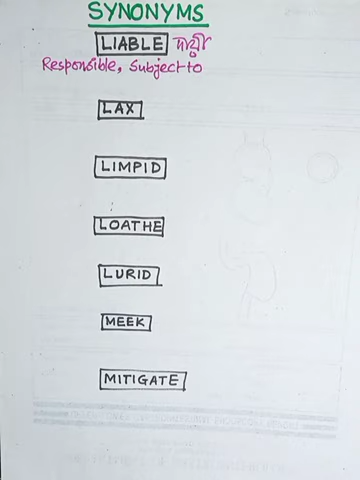 SYNONYMS
LIABLE দায়ী
Responsible, Subject to
LAX
LIMPID
LOATHE
LURID
MEEK
MITIGATE